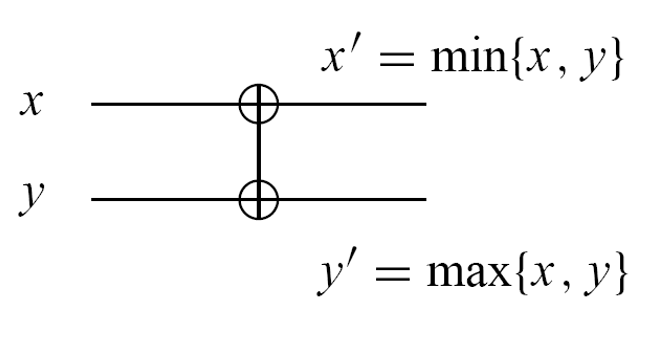 x′ = min{x, y}
x
y
y′ = max{x, y}